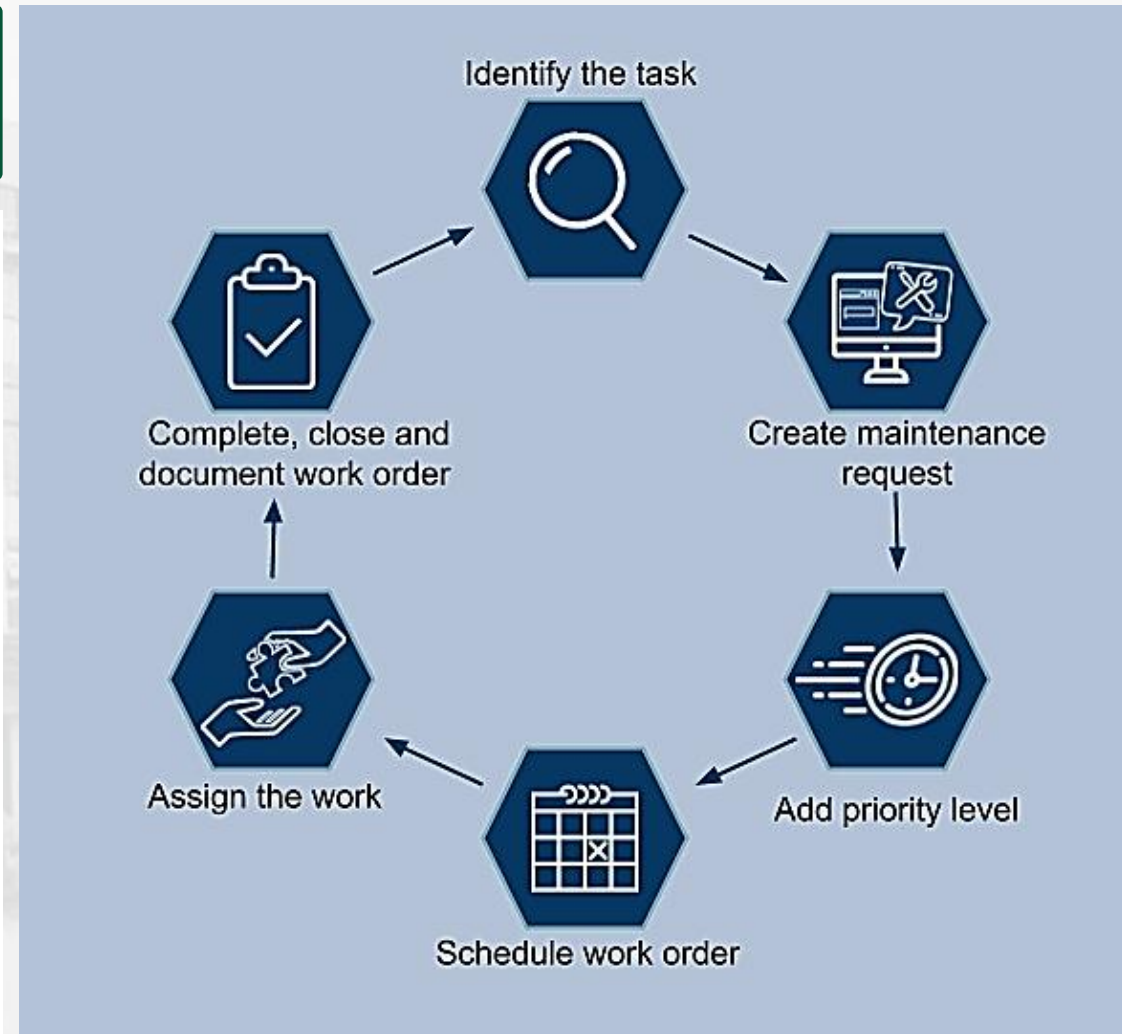 Identify the task
Create maintenance
request
Add priority level
Schedule work order
Assign the work
Complete, close and
document work order